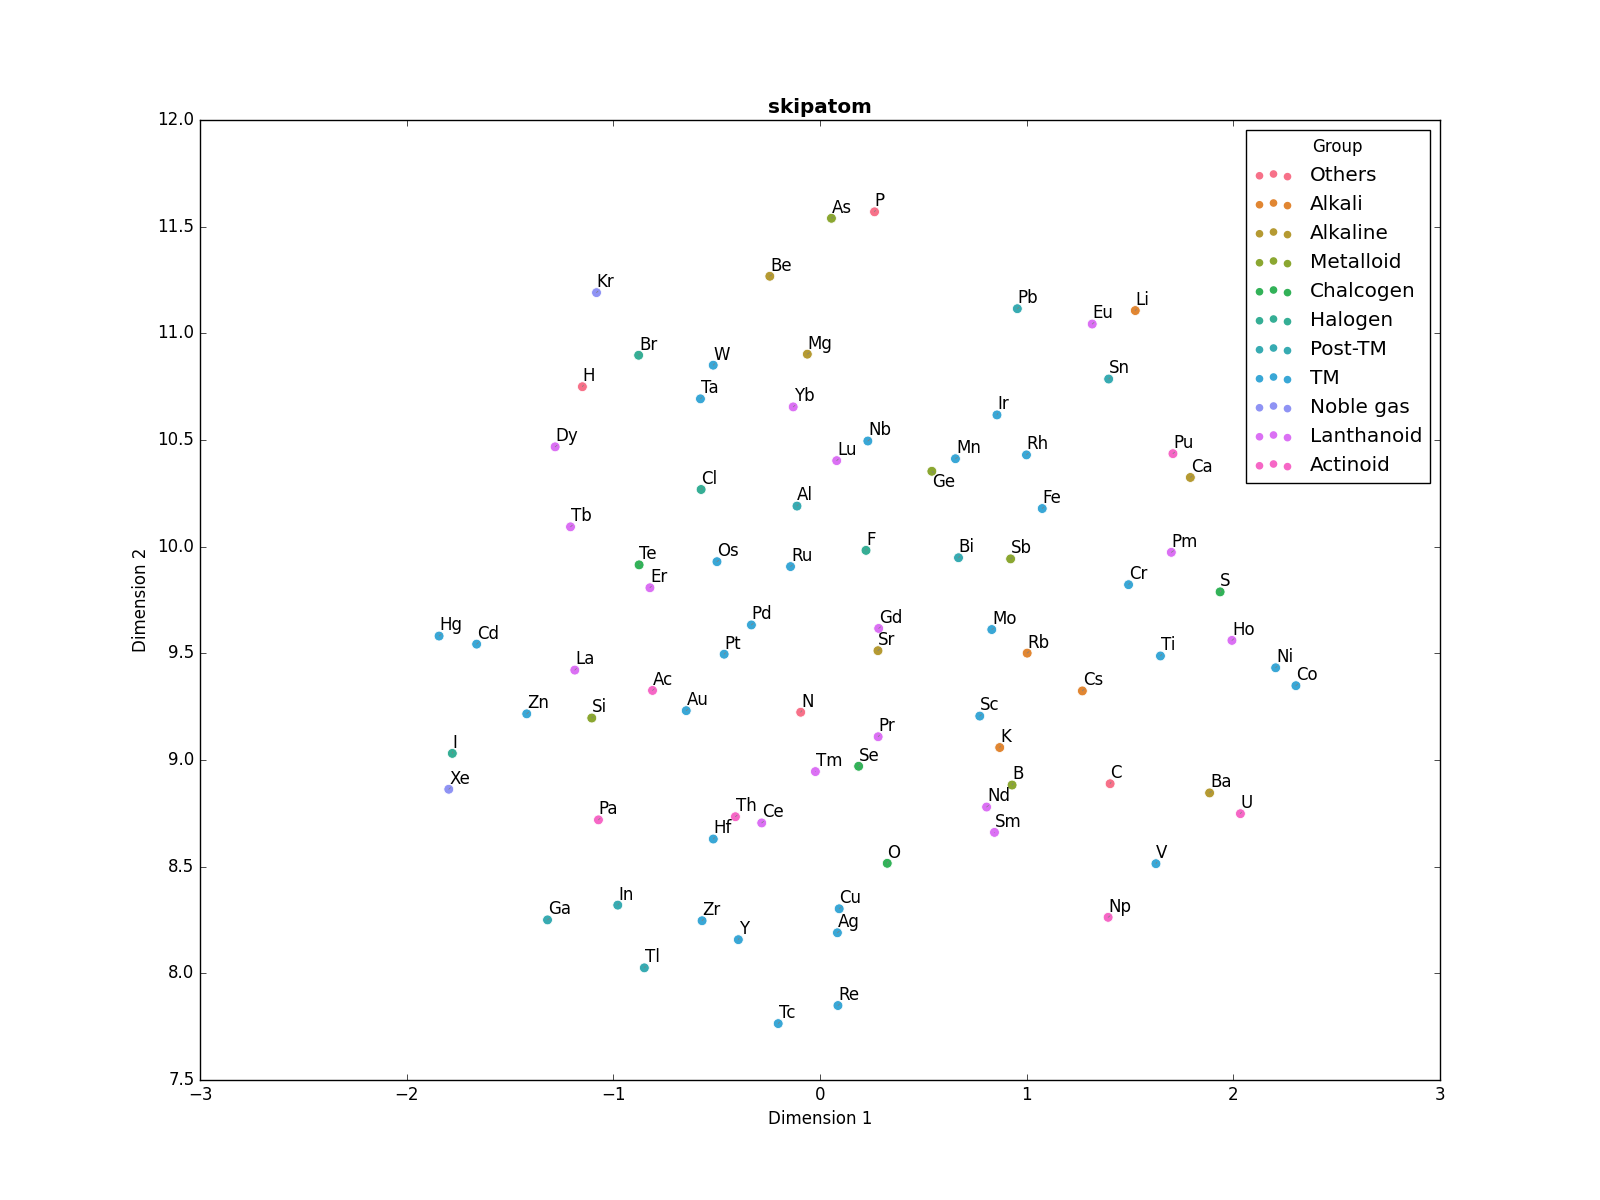 skipatom
12.0
11.5
11.0
10.5
10.0
9.5
9.0
8.5
8.0
7.5
Dimension 2
−3
−2
−1
0
1
2
3
Dimension 1
Group
Others
Alkali
Alkaline
Metalloid
Chalcogen
Halogen
Post-TM
TM
Noble gas
Lanthanoid
Actinoid
P
As
Be
Kr
Pb
Li
Eu
Mg
Br
W
Sn
H
Ta
Yb
Ir
Nb
Dy
Mn
Rh
Pu
Lu
Ca
Ge
Cl
Al
Fe
Tb
F
Bi
Sb
Pm
Te
Os
Ru
Cr
S
Er
Pd
Gd
Mo
Ho
Hg
Cd
Sr
Rb
Pt
Ti
La
Ni
Co
Ac
Cs
Au
Zn
Si
N
Sc
Pr
K
I
Tm
Se
Xe
B
C
Ba
Nd
Pa
Th
Ce
U
Hf
Sm
O
V
In
Cu
Ga
Zr
Np
Ag
Y
Tl
Re
Tc